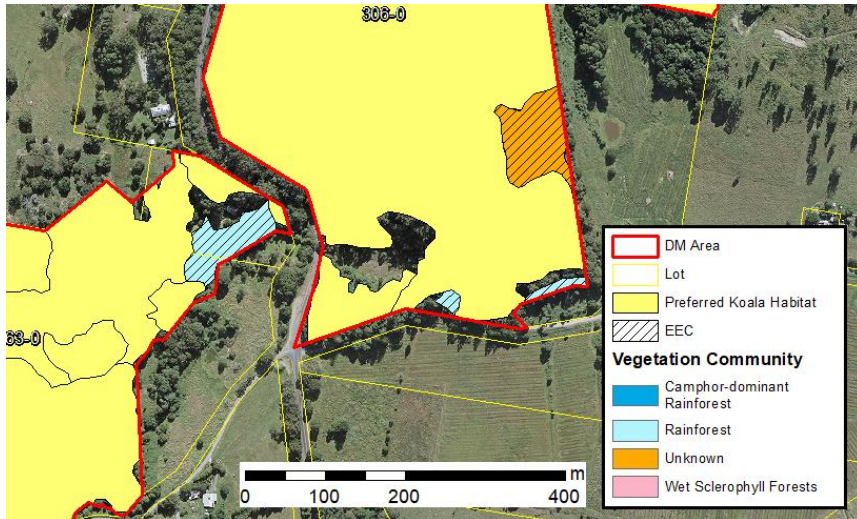 306-0
63-0
DM Area
Lot
Preferred Koala Habitat
EEC
Vegetation Community
Camphor-dominant
Rainforest
Rainforest
Unknown
Wet Sclerophyll Forests
m
0 100 200 400